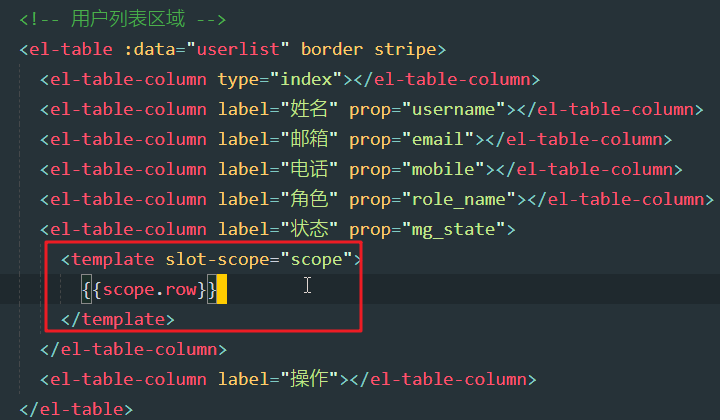 <!-- 用户列表区域 -->
<el-table :data="userlist" border stripe>
<el-table-column type="index"></el-table-column>
<el-table-column label="姓名" prop="username"></el-table-column>
<el-table-column label="邮箱" prop="email"></el-table-column>
<el-table-column label="电话" prop="mobile"></el-table-column>
<el-table-column label="角色" prop="role_name"></el-table-column>
<el-table-column label="状态" prop="mg_state">
<template slot-scope="scope">
{{scope.row}}
</template>
</el-table-column>
<el-table-column label="操作"></el-table-column>
</el-table>